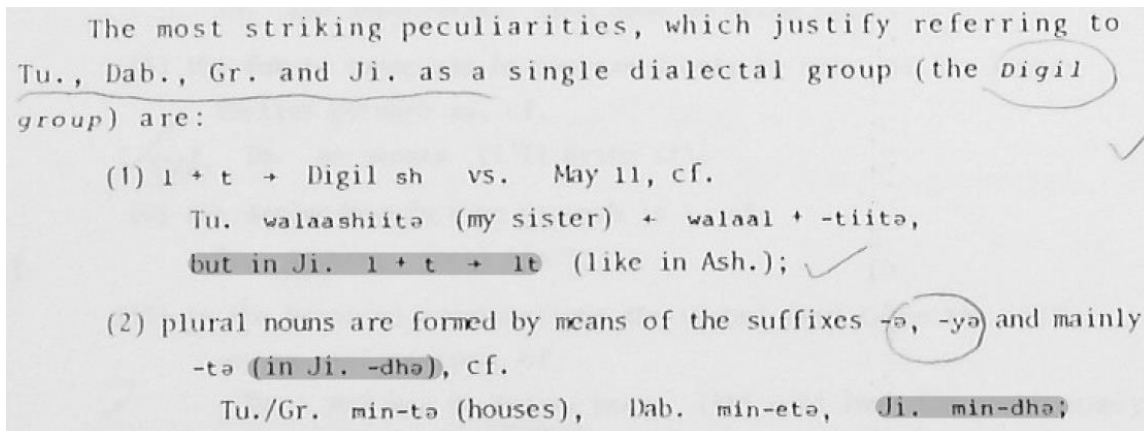 The most striking peculiarities, which justify referring to
Tu., Dab., Gr. and Ji. as a single dialectal group (the Digil
group) are:
(1) l + t → Digil sh vs. May ll, cf.
Tu. walaashiitə (my sister) ← walaal + -tiitə,
but in Ji. l + t → lt (like in Ash.);
(2) plural nouns are formed by means of the suffixes -ə, -yə and mainly
-tə (in Ji. -dhə), cf.
Tu./Gr. min-tə (houses), Dab. min-etə, Ji. min-dhə;